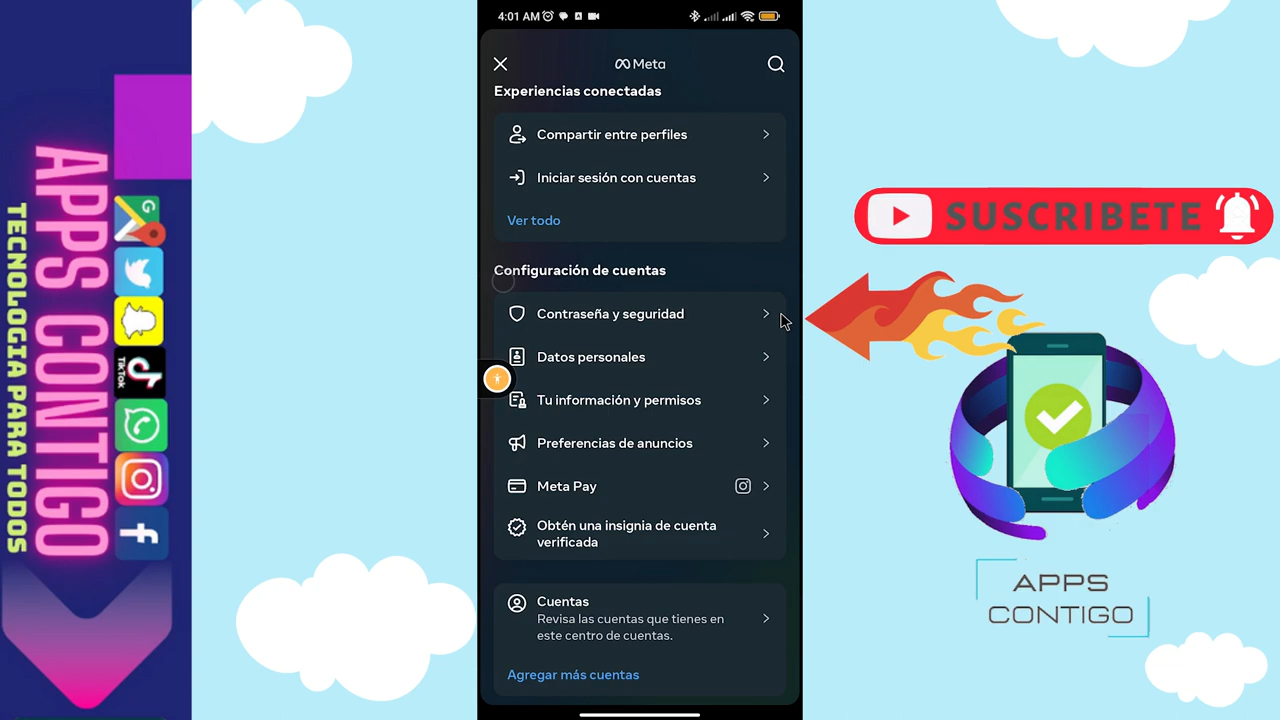 APPS CONTIGO
TECNOLOGIA PARA TODOS
G
TikTok
4:01 AM
Meta
Experiencias conectadas
Compartir entre perfiles
Iniciar sesión con cuentas
Ver todo
Configuración de cuentas
Contraseña y seguridad
Datos personales
Tu información y permisos
Preferencias de anuncios
Meta Pay
Obtén una insignia de cuenta
verificada
Cuentas
Revisa las cuentas que tienes en
este centro de cuentas.
Agregar más cuentas
SUSCRIBETE
APPS
CONTIGO